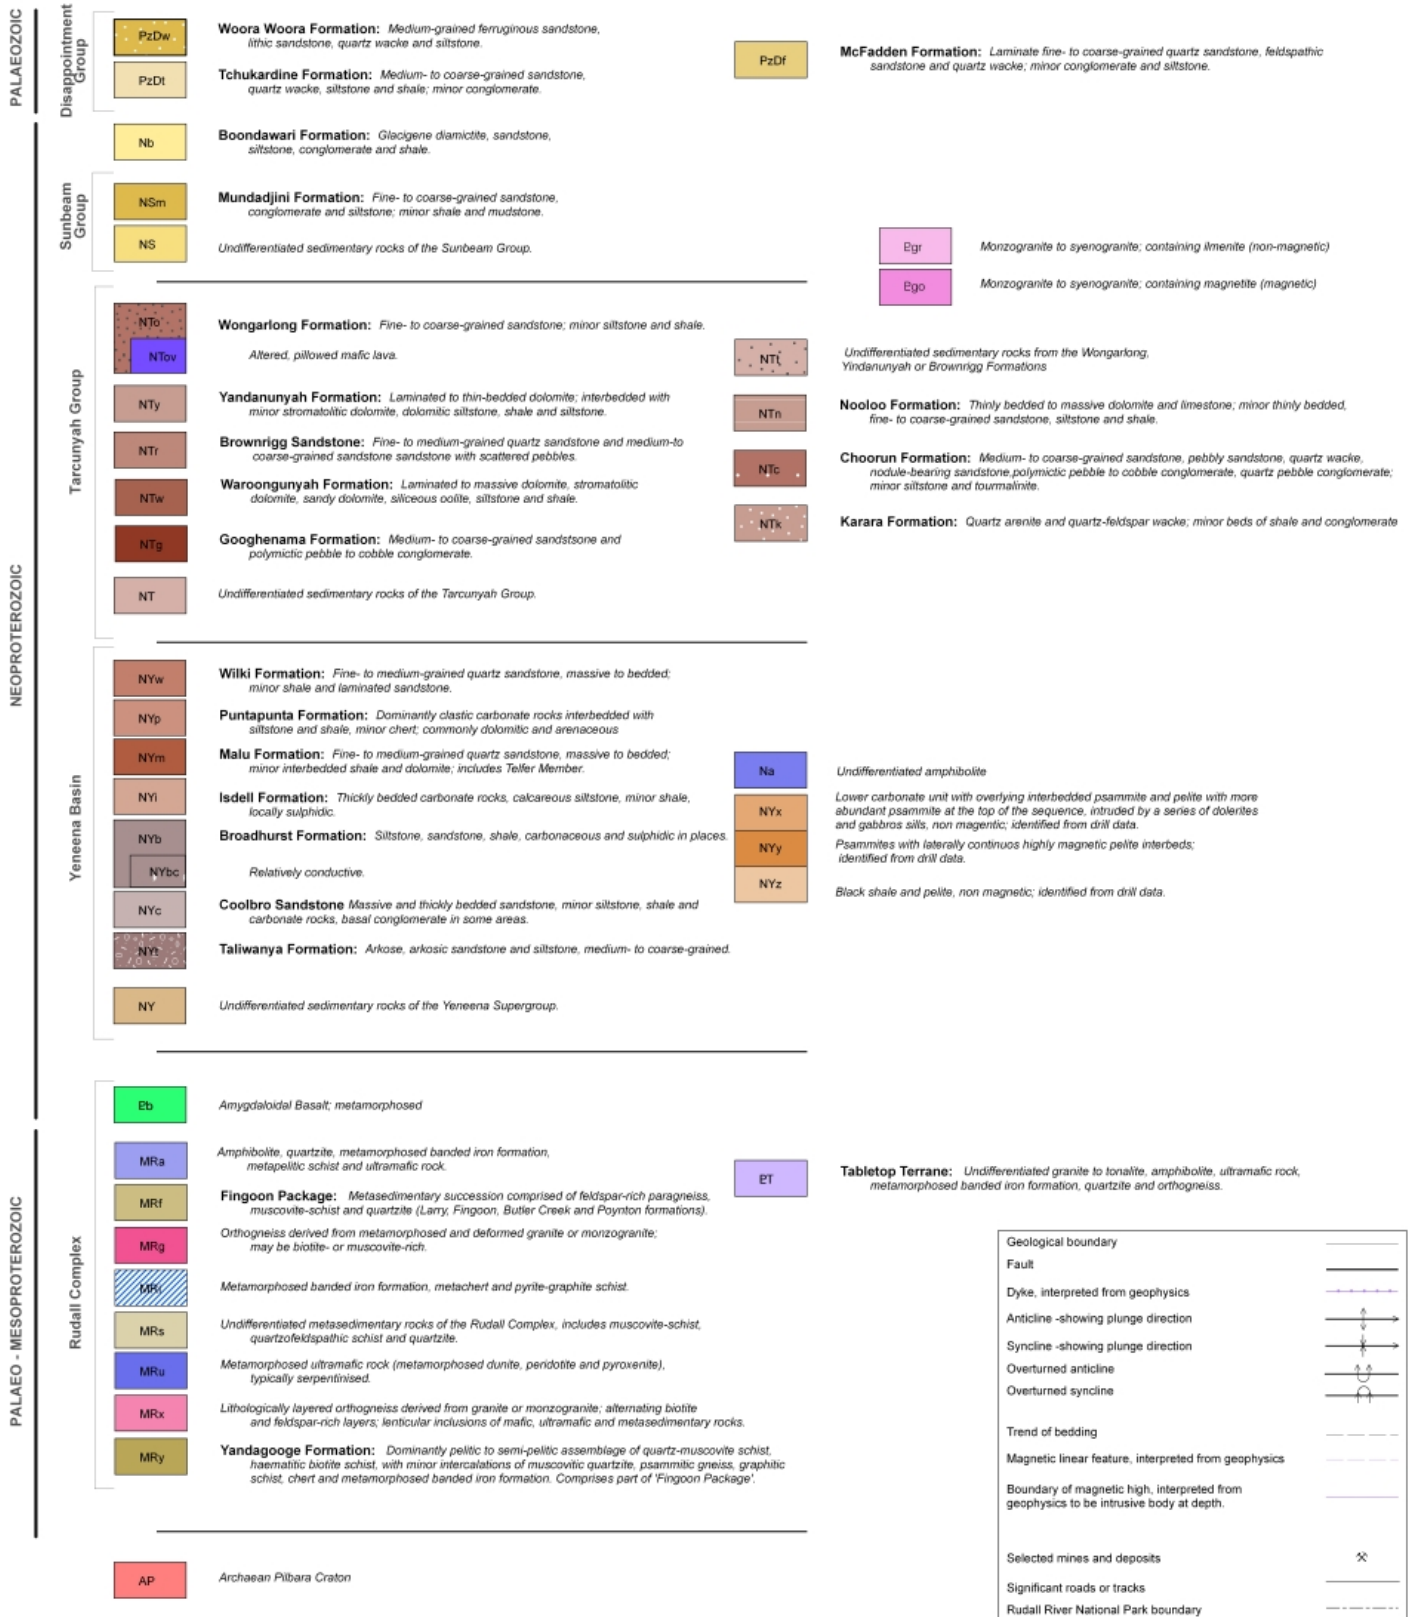 PALAEOZOIC
Disappointment
Group
PzDw
Woora Woora Formation: Medium-grained ferruginous sandstone,
lithic sandstone, quartz wacke and siltstone.
PzDt
Tchukardine Formation: Medium- to coarse-grained sandstone,
quartz wacke, siltstone and shale; minor conglomerate.
PzDf
McFadden Formation: Laminate fine- to coarse-grained quartz sandstone, feldspathic
sandstone and quartz wacke; minor conglomerate and siltstone.
NEOPROTEROZOIC
Nb
Boondawari Formation: Glacigene diamictite, sandstone,
siltstone, conglomerate and shale.
Sunbeam
Group
NSm
Mundadjini Formation: Fine- to coarse-grained sandstone,
conglomerate and siltstone; minor shale and mudstone.
NS
Undifferentiated sedimentary rocks of the Sunbeam Group.
Pgr
Monzogranite to syenogranite; containing ilmenite (non-magnetic)
Pgo
Monzogranite to syenogranite; containing magnetite (magnetic)
Tarcunyah Group
NTo
Wongarlong Formation: Fine- to coarse-grained sandstone; minor siltstone and shale.
NTov
Altered, pillowed mafic lava.
NTy
Yandanunyah Formation: Laminated to thin-bedded dolomite; interbedded with
minor stromatolitic dolomite, dolomitic siltstone, shale and siltstone.
NTr
Brownrigg Sandstone: Fine- to medium-grained quartz sandstone and medium-to
coarse-grained sandstone sandstone with scattered pebbles.
NTw
Waroongunyah Formation: Laminated to massive dolomite, stromatolitic
dolomite, sandy dolomite, siliceous oolite, siltstone and shale.
NTg
Googhenama Formation: Medium- to coarse-grained sandstsone and
polymictic pebble to cobble conglomerate.
NT
Undifferentiated sedimentary rocks of the Tarcunyah Group.
NTt
Undifferentiated sedimentary rocks from the Wongarlong,
Yindanunyah or Brownrigg Formations
NTn
Nooloo Formation: Thinly bedded to massive dolomite and limestone; minor thinly bedded,
fine- to coarse-grained sandstone, siltstone and shale.
NTc
Choorun Formation: Medium- to coarse-grained sandstone, pebbly sandstone, quartz wacke,
nodule-bearing sandstone,polymictic pebble to cobble conglomerate, quartz pebble conglomerate;
minor siltstone and tourmalinite.
NTk
Karara Formation: Quartz arenite and quartz-feldspar wacke; minor beds of shale and conglomerate
Yeneena Basin
NYw
Wilki Formation: Fine- to medium-grained quartz sandstone, massive to bedded;
minor shale and laminated sandstone.
NYp
Puntapunta Formation: Dominantly clastic carbonate rocks interbedded with
siltstone and shale, minor chert; commonly dolomitic and arenaceous
NYm
Malu Formation: Fine- to medium-grained quartz sandstone, massive to bedded;
minor interbedded shale and dolomite; includes Telfer Member.
NYi
Isdell Formation: Thickly bedded carbonate rocks, calcareous siltstone, minor shale,
locally sulphidic.
NYb
Broadhurst Formation: Siltstone, sandstone, shale, carbonaceous and sulphidic in places.
NYbc
Relatively conductive.
NYc
Coolbro Sandstone Massive and thickly bedded sandstone, minor siltstone, shale and
carbonate rocks, basal conglomerate in some areas.
NYt
Taliwanya Formation: Arkose, arkosic sandstone and siltstone, medium- to coarse-grained.
NY
Undifferentiated sedimentary rocks of the Yeneena Supergroup.
Na
Undifferentiated amphibolite
NYx
Lower carbonate unit with overlying interbedded psammite and pelite with more
abundant psammite at the top of the sequence, intruded by a series of dolerites
and gabbros sills, non magentic; identified from drill data.
NYy
Psammites with laterally continuos highly magnetic pelite interbeds;
identified from drill data.
NYz
Black shale and pelite, non magnetic; identified from drill data.
PALAEO - MESOPROTEROZOIC
Rudall Complex
Pb
Amygdaloidal Basalt; metamorphosed
MRa
Amphibolite, quartzite, metamorphosed banded iron formation,
metapelitic schist and ultramafic rock.
MRf
Fingoon Package: Metasedimentary succession comprised of feldspar-rich paragneiss,
muscovite-schist and quartzite (Larry, Fingoon, Butler Creek and Poynton formations).
MRg
Orthogneiss derived from metamorphosed and deformed granite or monzogranite;
may be biotite- or muscovite-rich.
MRi
Metamorphosed banded iron formation, metachert and pyrite-graphite schist.
MRs
Undifferentiated metasedimentary rocks of the Rudall Complex, includes muscovite-schist,
quartzofeldspathic schist and quartzite.
MRu
Metamorphosed ultramafic rock (metamorphosed dunite, peridotite and pyroxenite),
typically serpentinised.
MRx
Lithologically layered orthogneiss derived from granite or monzogranite; alternating biotite
and feldspar-rich layers; lenticular inclusions of mafic, ultramafic and metasedimentary rocks.
MRy
Yandagooge Formation: Dominantly pelitic to semi-pelitic assemblage of quartz-muscovite schist,
haematitic biotite schist, with minor intercalations of muscovitic quartzite, psammitic gneiss, graphitic
schist, chert and metamorphosed banded iron formation. Comprises part of 'Fingoon Package'.
PT
Tabletop Terrane: Undifferentiated granite to tonalite, amphibolite, ultramafic rock,
metamorphosed banded iron formation, quartzite and orthogneiss.
AP
Archaean Pilbara Craton
Geological boundary
Fault
Dyke, interpreted from geophysics
Anticline -showing plunge direction
Syncline -showing plunge direction
Overturned anticline
Overturned syncline
Trend of bedding
Magnetic linear feature, interpreted from geophysics
Boundary of magnetic high, interpreted from
geophysics to be intrusive body at depth.
Selected mines and deposits
Significant roads or tracks
Rudall River National Park boundary